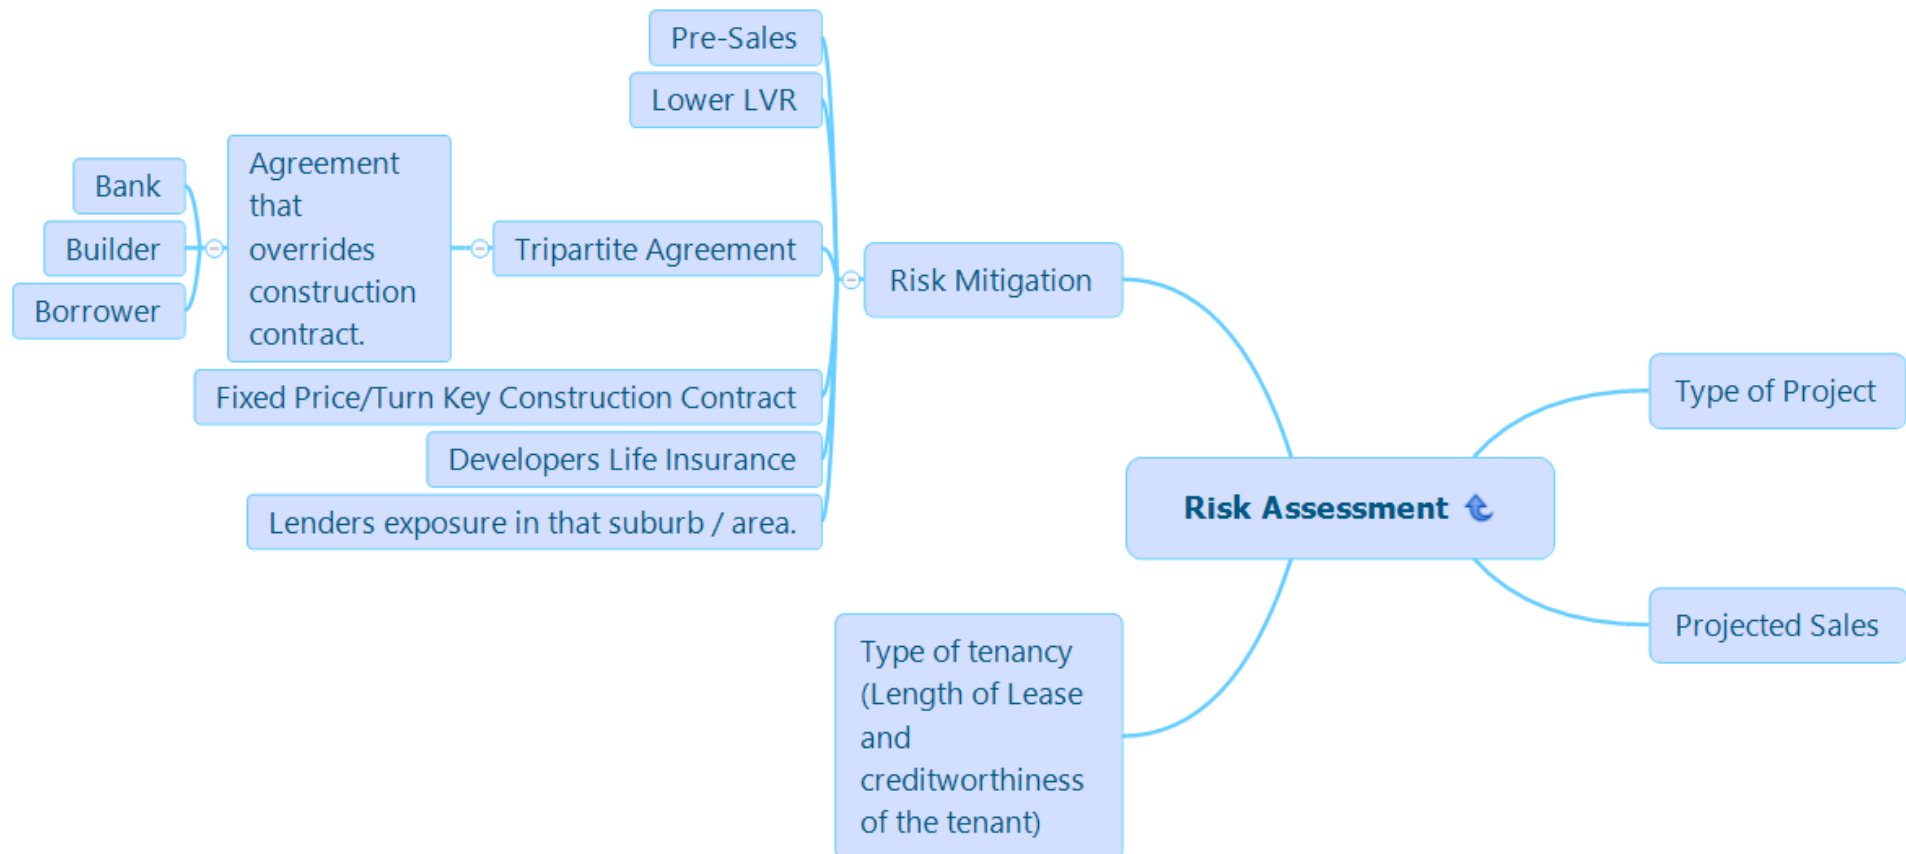 Pre-Sales
Lower LVR
Bank
Builder
Borrower
Agreement
that
overrides
construction
contract.
Tripartite Agreement
Risk Mitigation
Fixed Price/Turn Key Construction Contract
Developers Life Insurance
Lenders exposure in that suburb / area.
Type of Project
Risk Assessment
Projected Sales
Type of tenancy
(Length of Lease
and
creditworthiness
of the tenant)